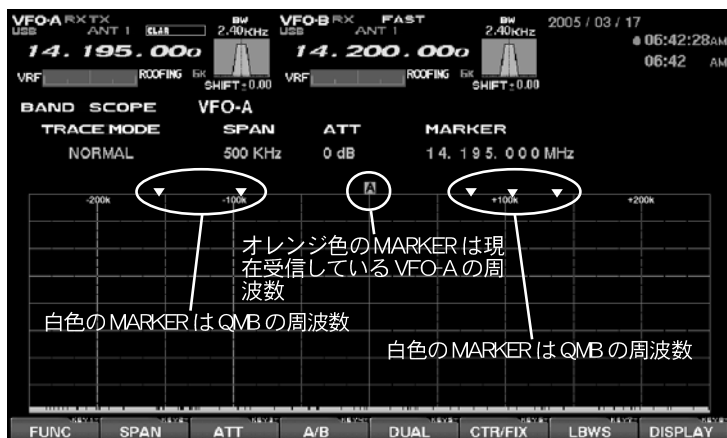 VFO-A RX TX
USB ANT 1 CLAR
BW
2.40KHz
14. 195. 000
VRF
ROOFING 6K
SHIFT±0.00
VFO-B RX FAST
USB ANT 1
BW
2.40KHz
14. 200. 000
VRF
ROOFING 6K
SHIFT±0.00
2005 / 03 / 17
06:42:28AM
06:42 AM
BAND SCOPE VFO-A
TRACE MODE SPAN ATT MARKER
NORMAL 500 KHz 0 dB 14. 195. 000 MHz
A
-200k -100k +100k +200k
オレンジ色のMARKERは現
在受信しているVFO-Aの周
波数
白色のMARKERはQMBの周波数
白色のMARKERはQMBの周波数
FUNC SPAN ATT A/B DUAL CTR/FIX LBWS DISPLAY